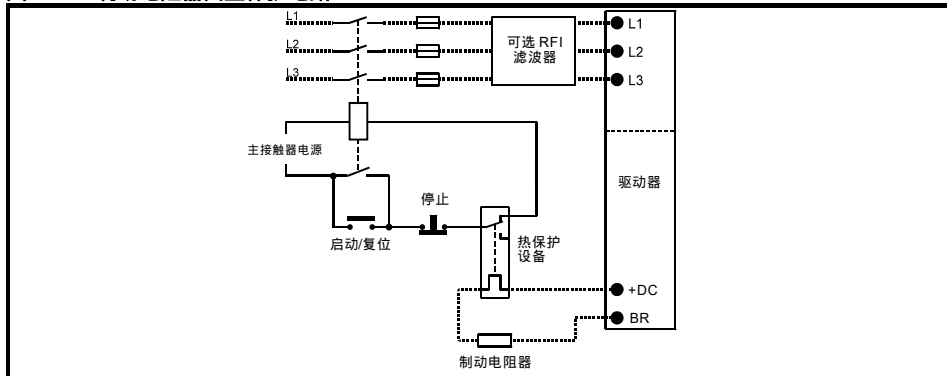 L1
L1
可选 RFI
滤波器
L2
L2
L3
L3
主接触器电源
驱动器
停止
启动/复位
热保护
设备
+DC
BR
制动电阻器